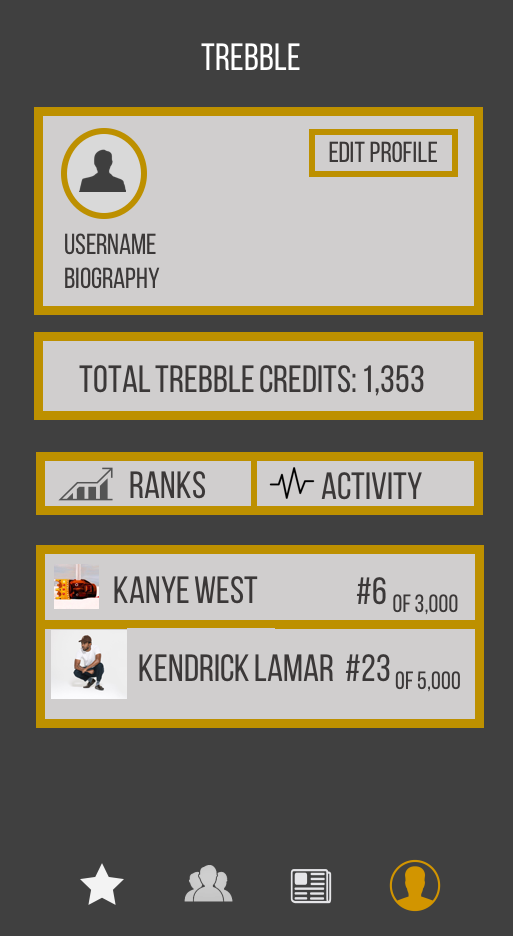 TREBBLE
EDIT PROFILE
USERNAME
BIOGRAPHY
TOTAL TREBBLE CREDITS: 1,353
RANKS ACTIVITY
KANYE WEST #6 OF 3,000
KENDRICK LAMAR #23 OF 5,000